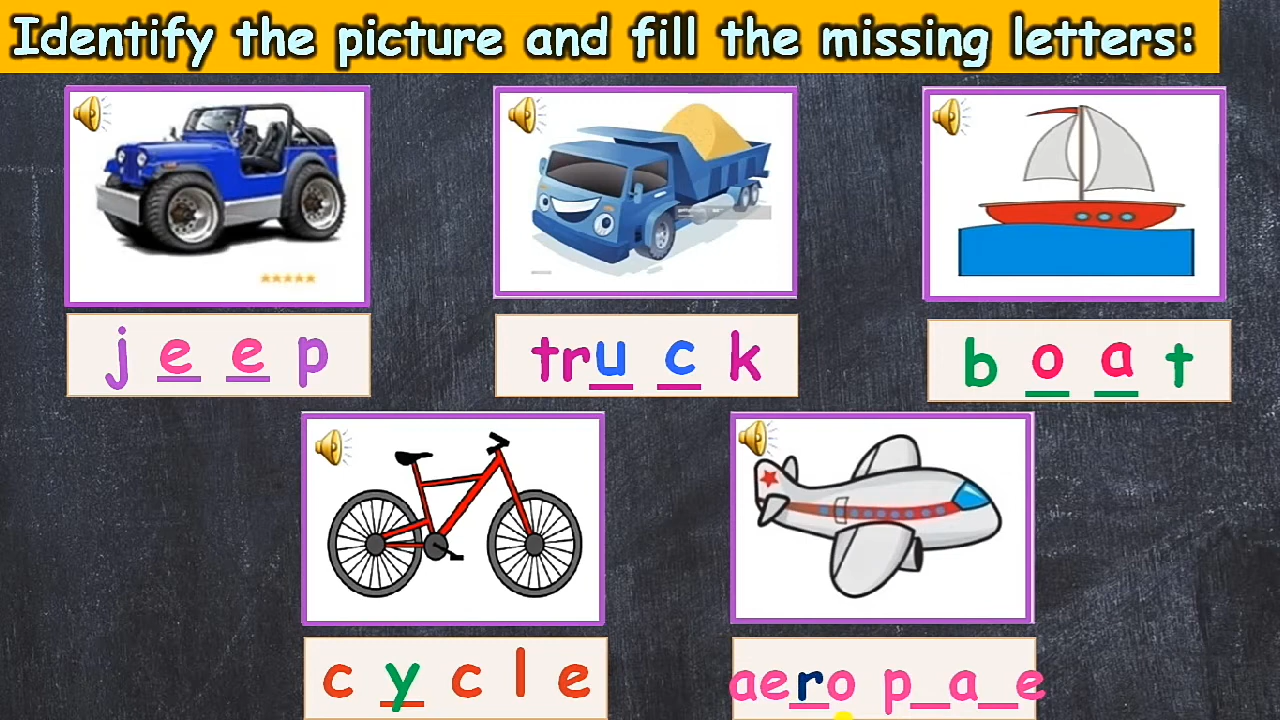 Identify the picture and fill the missing letters:
j e e p
tru c k
b o a t
c y c l e
aero p_a_e